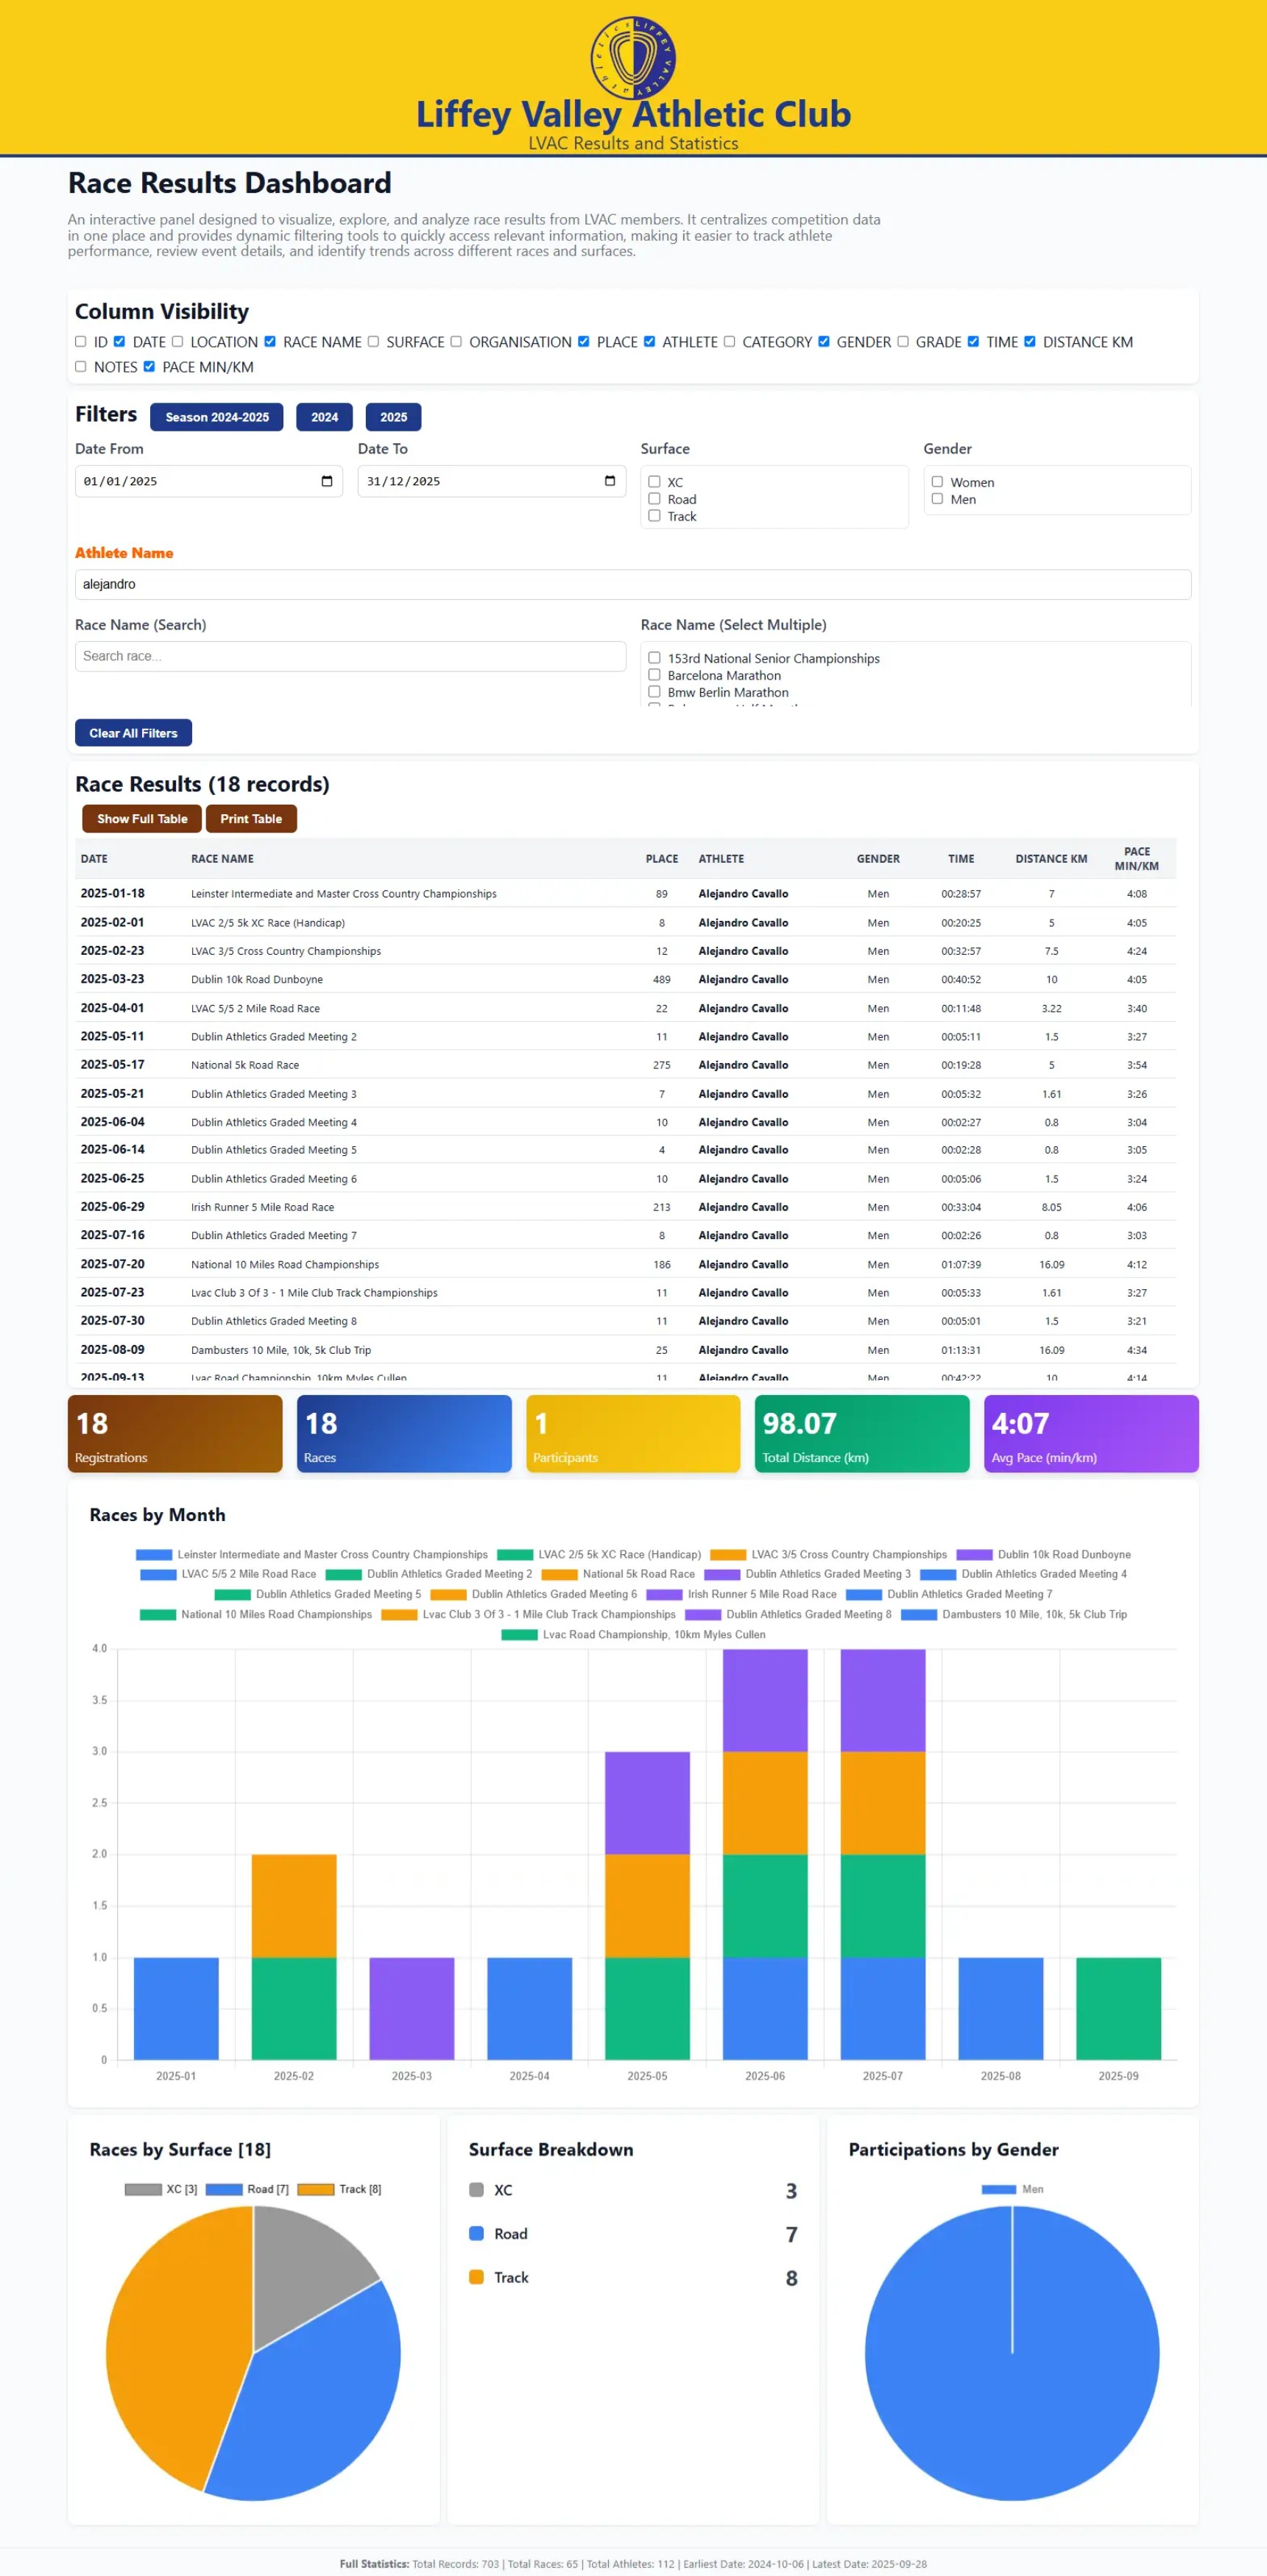 LIFFEY VALLEY
Liffey Valley Athletic Club
LVAC Results and Statistics
Race Results Dashboard
An interactive panel designed to visualize, explore, and analyze race results from LVAC members. It centralizes competition data
in one place and provides dynamic filtering tools to quickly access relevant information, making it easier to track athlete
performance, review event details, and identify trends across different races and surfaces.
Column Visibility
ID DATE LOCATION RACE NAME SURFACE ORGANISATION PLACE ATHLETE CATEGORY GENDER GRADE TIME DISTANCE KM
NOTES PACE MIN/KM
Filters Season 2024-2025 2024 2025
Date From Date To Surface Gender
01/01/2025 31/12/2025 XC Women
Road Men
Track
Athlete Name
alejandro
Race Name (Search) Race Name (Select Multiple)
Search race... 153rd National Senior Championships
Barcelona Marathon
Bmw Berlin Marathon
Clear All Filters
Race Results (18 records)
Show Full Table Print Table
DATE RACE NAME PLACE ATHLETE GENDER TIME DISTANCE KM PACE
MIN/KM
2025-01-18 Leinster Intermediate and Master Cross Country Championships 89 Alejandro Cavallo Men 00:28:57 7 4:08
2025-02-01 LVAC 2/5 5k XC Race (Handicap) 8 Alejandro Cavallo Men 00:20:25 5 4:05
2025-02-23 LVAC 3/5 Cross Country Championships 12 Alejandro Cavallo Men 00:32:57 7.5 4:24
2025-03-23 Dublin 10k Road Dunboyne 489 Alejandro Cavallo Men 00:40:52 10 4:05
2025-04-01 LVAC 5/5 2 Mile Road Race 22 Alejandro Cavallo Men 00:11:48 3.22 3:40
2025-05-11 Dublin Athletics Graded Meeting 2 11 Alejandro Cavallo Men 00:05:11 1.5 3:27
2025-05-17 National 5k Road Race 275 Alejandro Cavallo Men 00:19:28 5 3:54
2025-05-21 Dublin Athletics Graded Meeting 3 7 Alejandro Cavallo Men 00:05:32 1.61 3:26
2025-06-04 Dublin Athletics Graded Meeting 4 10 Alejandro Cavallo Men 00:02:27 0.8 3:04
2025-06-14 Dublin Athletics Graded Meeting 5 4 Alejandro Cavallo Men 00:02:28 0.8 3:05
2025-06-25 Dublin Athletics Graded Meeting 6 10 Alejandro Cavallo Men 00:05:06 1.5 3:24
2025-06-29 Irish Runner 5 Mile Road Race 213 Alejandro Cavallo Men 00:33:04 8.05 4:06
2025-07-16 Dublin Athletics Graded Meeting 7 8 Alejandro Cavallo Men 00:02:26 0.8 3:03
2025-07-20 National 10 Miles Road Championships 186 Alejandro Cavallo Men 01:07:39 16.09 4:12
2025-07-23 Lvac Club 3 Of 3 - 1 Mile Club Track Championships 11 Alejandro Cavallo Men 00:05:33 1.61 3:27
2025-07-30 Dublin Athletics Graded Meeting 8 11 Alejandro Cavallo Men 00:05:01 1.5 3:21
2025-08-09 Dambusters 10 Mile, 10k, 5k Club Trip 25 Alejandro Cavallo Men 01:13:31 16.09 4:34
2025-09-13 Lvac Road Championship, 10km Myles Cullen 11 Alejandro Cavallo Men 00:42:22 10 4:14
18 18 1 98.07 4:07
Registrations Races Participants Total Distance (km) Avg Pace (min/km)
Races by Month
Leinster Intermediate and Master Cross Country Championships LVAC 2/5 5k XC Race (Handicap) LVAC 3/5 Cross Country Championships Dublin 10k Road Dunboyne
LVAC 5/5 2 Mile Road Race Dublin Athletics Graded Meeting 2 National 5k Road Race Dublin Athletics Graded Meeting 3 Dublin Athletics Graded Meeting 4
Dublin Athletics Graded Meeting 5 Dublin Athletics Graded Meeting 6 Irish Runner 5 Mile Road Race Dublin Athletics Graded Meeting 7
National 10 Miles Road Championships Lvac Club 3 Of 3 - 1 Mile Club Track Championships Dublin Athletics Graded Meeting 8 Dambusters 10 Mile, 10k, 5k Club Trip
Lvac Road Championship, 10km Myles Cullen
4.0
3.5
3.0
2.5
2.0
1.5
1.0
0.5
0
2025-01 2025-02 2025-03 2025-04 2025-05 2025-06 2025-07 2025-08 2025-09
Races by Surface [18] Surface Breakdown Participations by Gender
XC [3] Road [7] Track [8] XC 3 Men
Road 7
Track 8
Full Statistics: Total Records: 703 | Total Races: 65 | Total Athletes: 112 | Earliest Date: 2024-10-06 | Latest Date: 2025-09-28